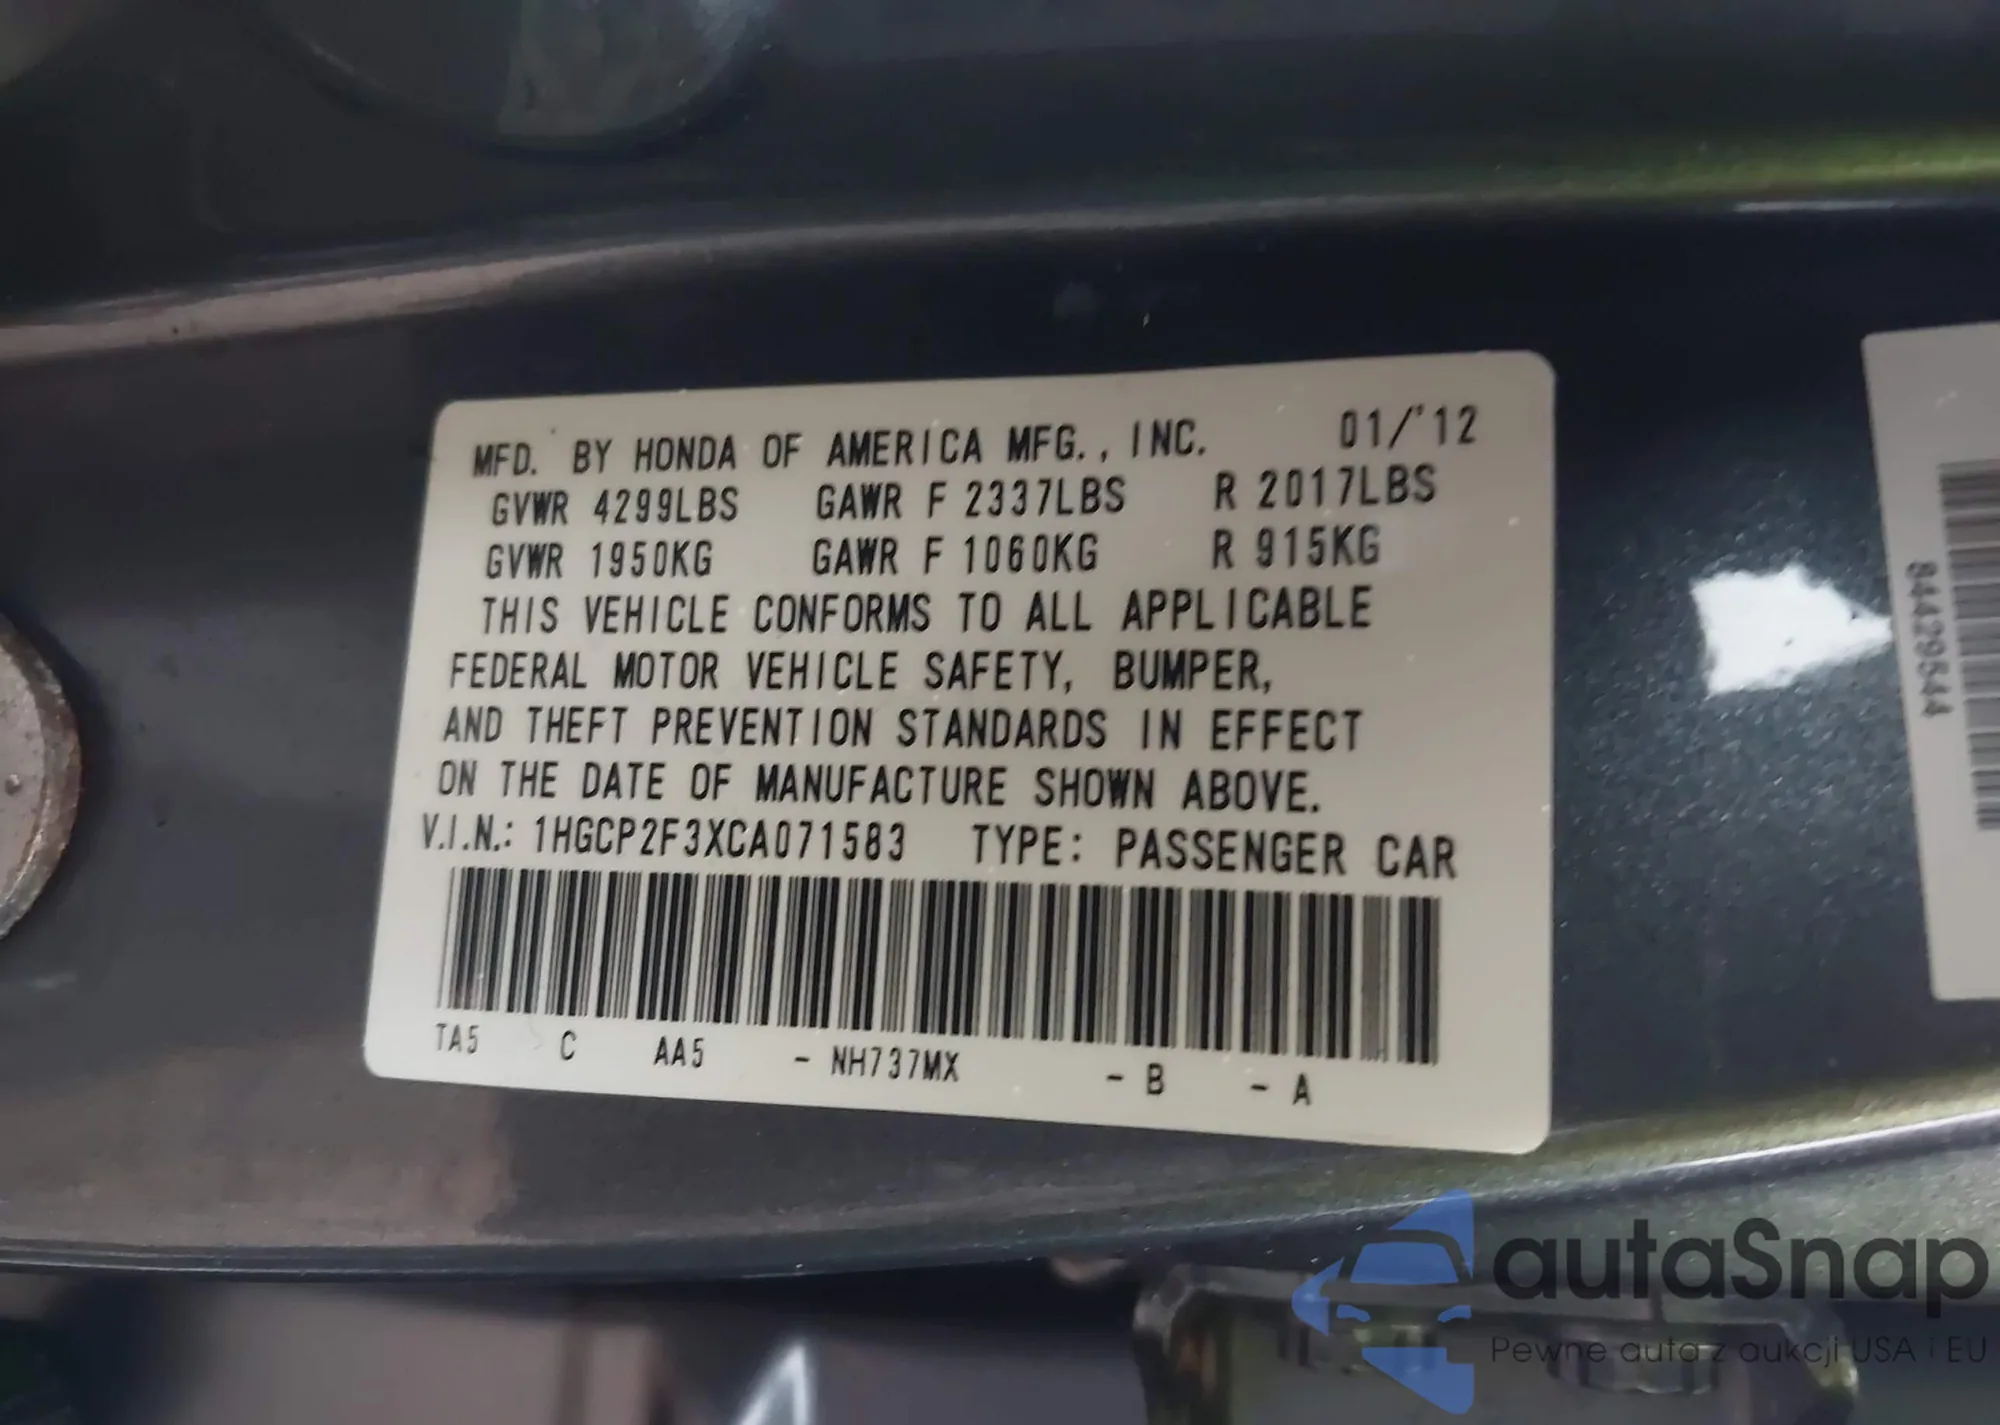 MFD. BY HONDA OF AMERICA MFG., INC. 01/'12
GVWR 4299LBS GAWR F 2337LBS R 2017LBS
GVWR 1950KG GAWR F 1060KG R 915KG
THIS VEHICLE CONFORMS TO ALL APPLICABLE
FEDERAL MOTOR VEHICLE SAFETY, BUMPER,
AND THEFT PREVENTION STANDARDS IN EFFECT
ON THE DATE OF MANUFACTURE SHOWN ABOVE.
V.I.N.: 1HGCP2F3XCA071583 TYPE: PASSENGER CAR
TA5 C AA5 - NH737MX - B - A
84429844
autaSnap
Pewne auta z aukcji USA i EU